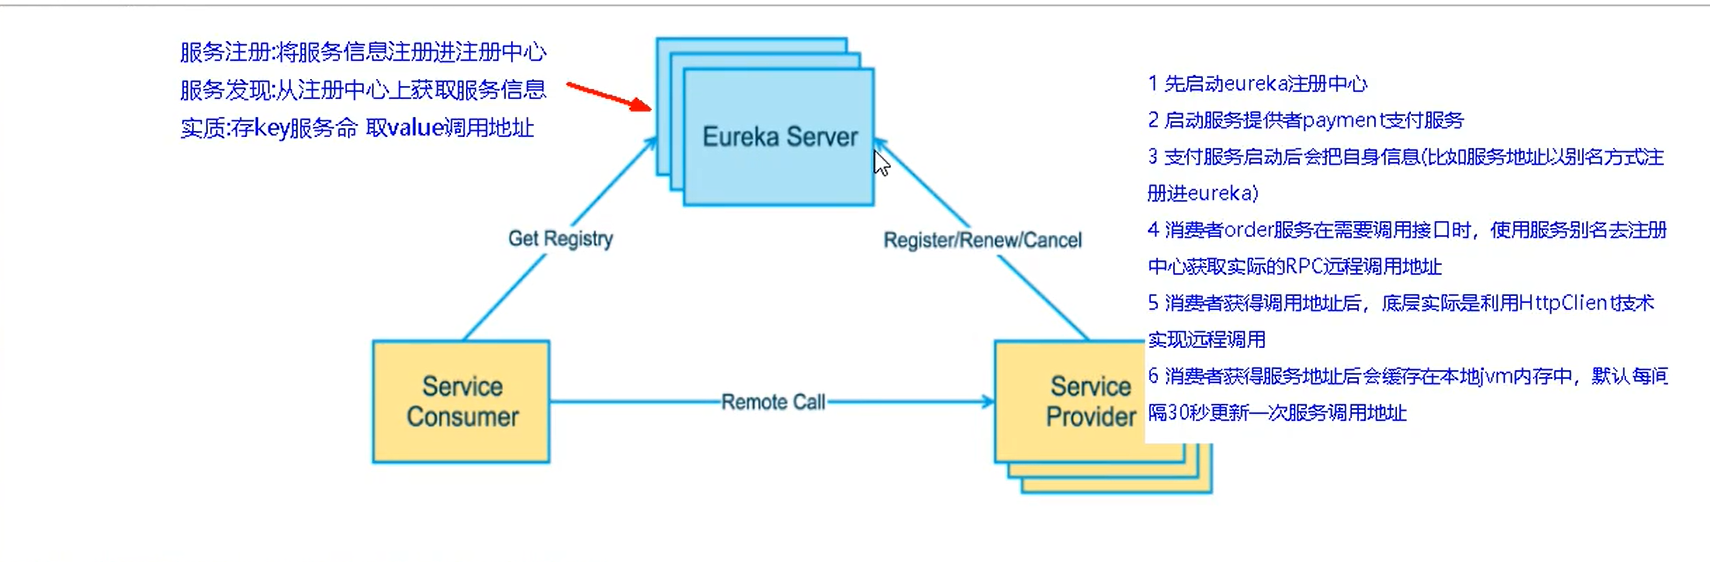 服务注册:将服务信息注册进注册中心
服务发现:从注册中心上获取服务信息
实质:存key服务命 取value调用地址
Eureka Server
Get Registry
Register/Renew/Cancel
Service
Consumer
Remote Call
Service
Provider
1 先启动eureka注册中心
2 启动服务提供者payment支付服务
3 支付服务启动后会把自身信息(比如服务地址以别名方式注
册进eureka)
4 消费者order服务在需要调用接口时，使用服务别名去注册
中心获取实际的RPC远程调用地址
5 消费者获得调用地址后，底层实际是利用HttpClient技术
实现远程调用
6 消费者获得服务地址后会缓存在本地jvm内存中，默认每间
隔30秒更新一次服务调用地址